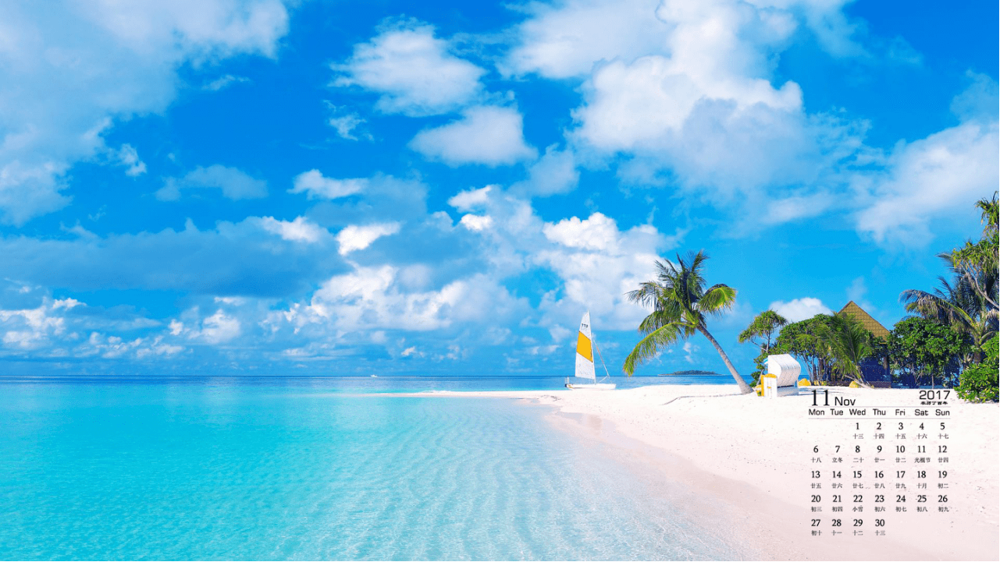 11 Nov 2017
农历丁酉年
Mon Tue Wed Thu Fri Sat Sun
1 2 3 4 5
十三 十四 十五 十六 十七
6 7 8 9 10 11 12
十八 立冬 二十 廿一 廿二 光棍节 廿四
13 14 15 16 17 18 19
廿五 廿六 廿七 廿八 廿九 十月 初二
20 21 22 23 24 25 26
初三 初四 小雪 初六 初七 初八 初九
27 28 29 30
初十 十一 十二 十三